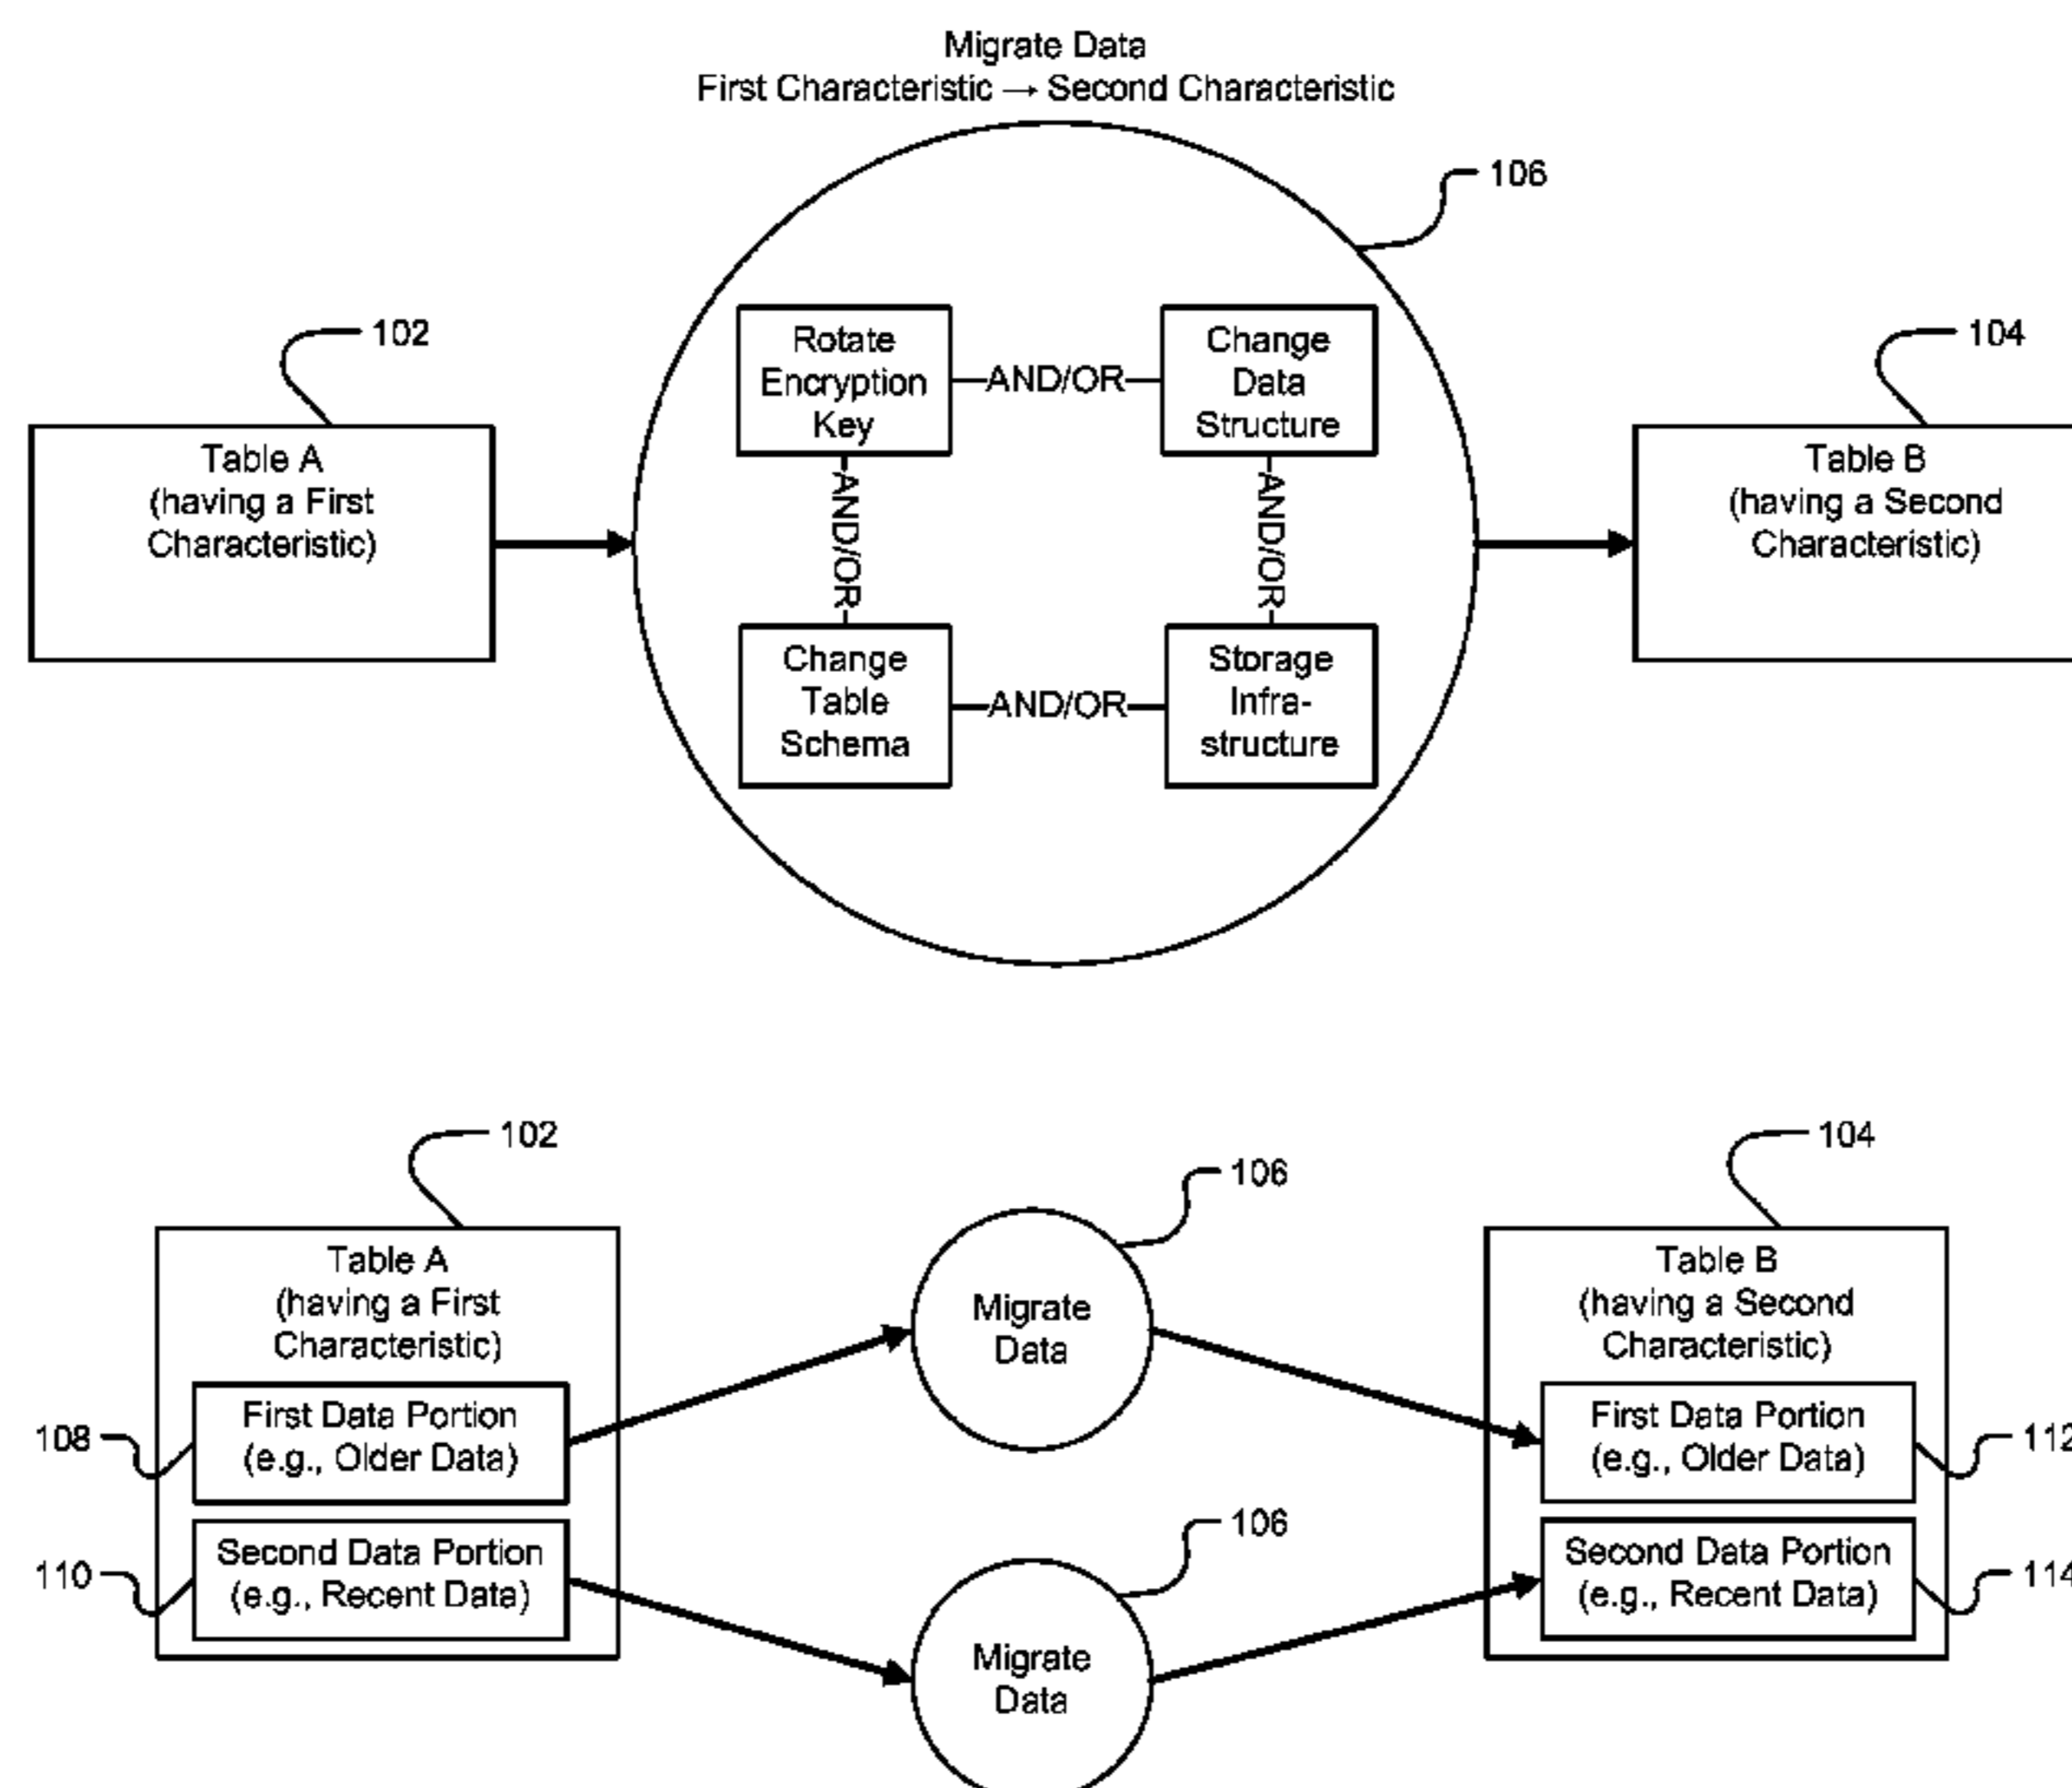 Migrate Data
First Characteristic → Second Characteristic
106
102
104
Rotate
Encryption
Key
AND/OR
Change
Data
Structure
Table A
(having a First
Characteristic)
Table B
(having a Second
Characteristic)
AND/OR
AND/OR
Change
Table
Schema
AND/OR
Storage
Infra-
structure
102
104
106
Table A
(having a First
Characteristic)
Migrate
Data
Table B
(having a Second
Characteristic)
108
First Data Portion
(e.g., Older Data)
First Data Portion
(e.g., Older Data)
112
106
110
Second Data Portion
(e.g., Recent Data)
Second Data Portion
(e.g., Recent Data)
114
Migrate
Data